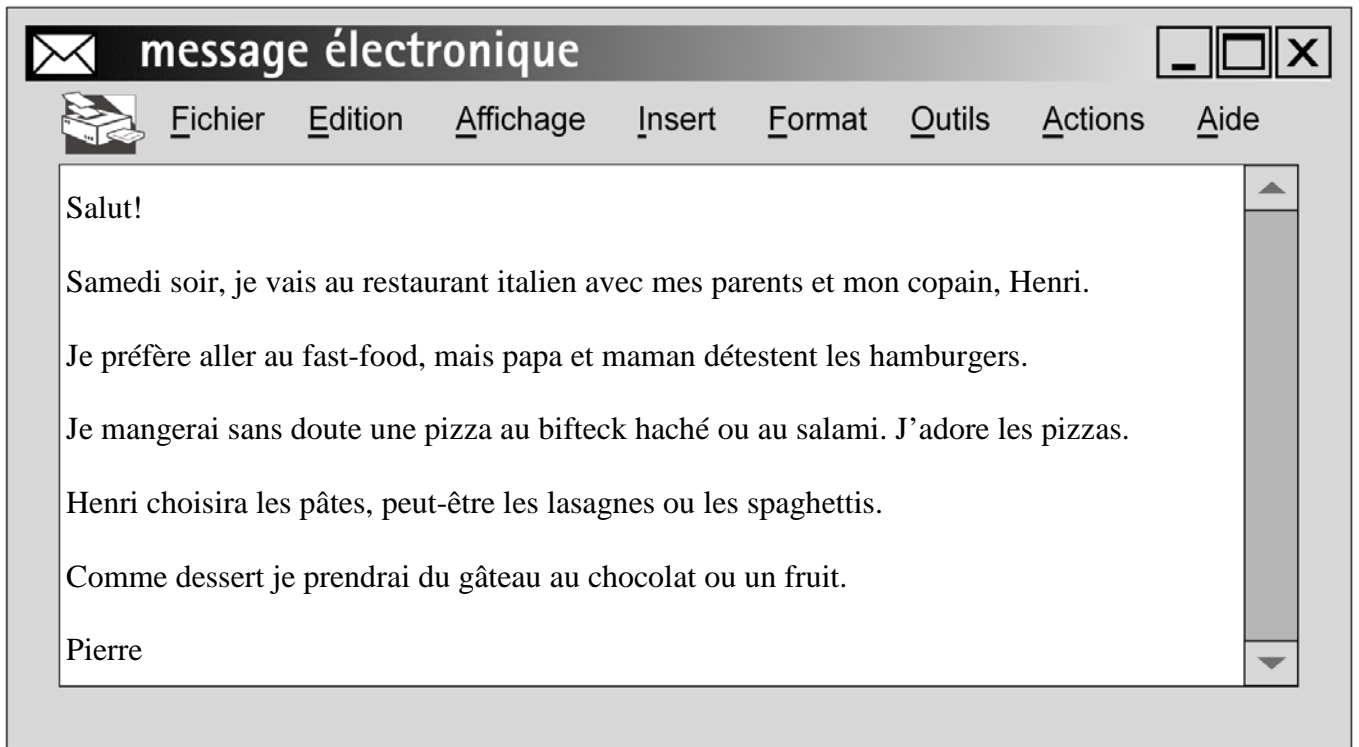 message électronique
Fichier Edition Affichage Insert Format Outils Actions Aide
Salut!
Samedi soir, je vais au restaurant italien avec mes parents et mon copain, Henri.
Je préfère aller au fast-food, mais papa et maman détestent les hamburgers.
Je mangerai sans doute une pizza au bifteck haché ou au salami. J’adore les pizzas.
Henri choisira les pâtes, peut-être les lasagnes ou les spaghettis.
Comme dessert je prendrai du gâteau au chocolat ou un fruit.
Pierre